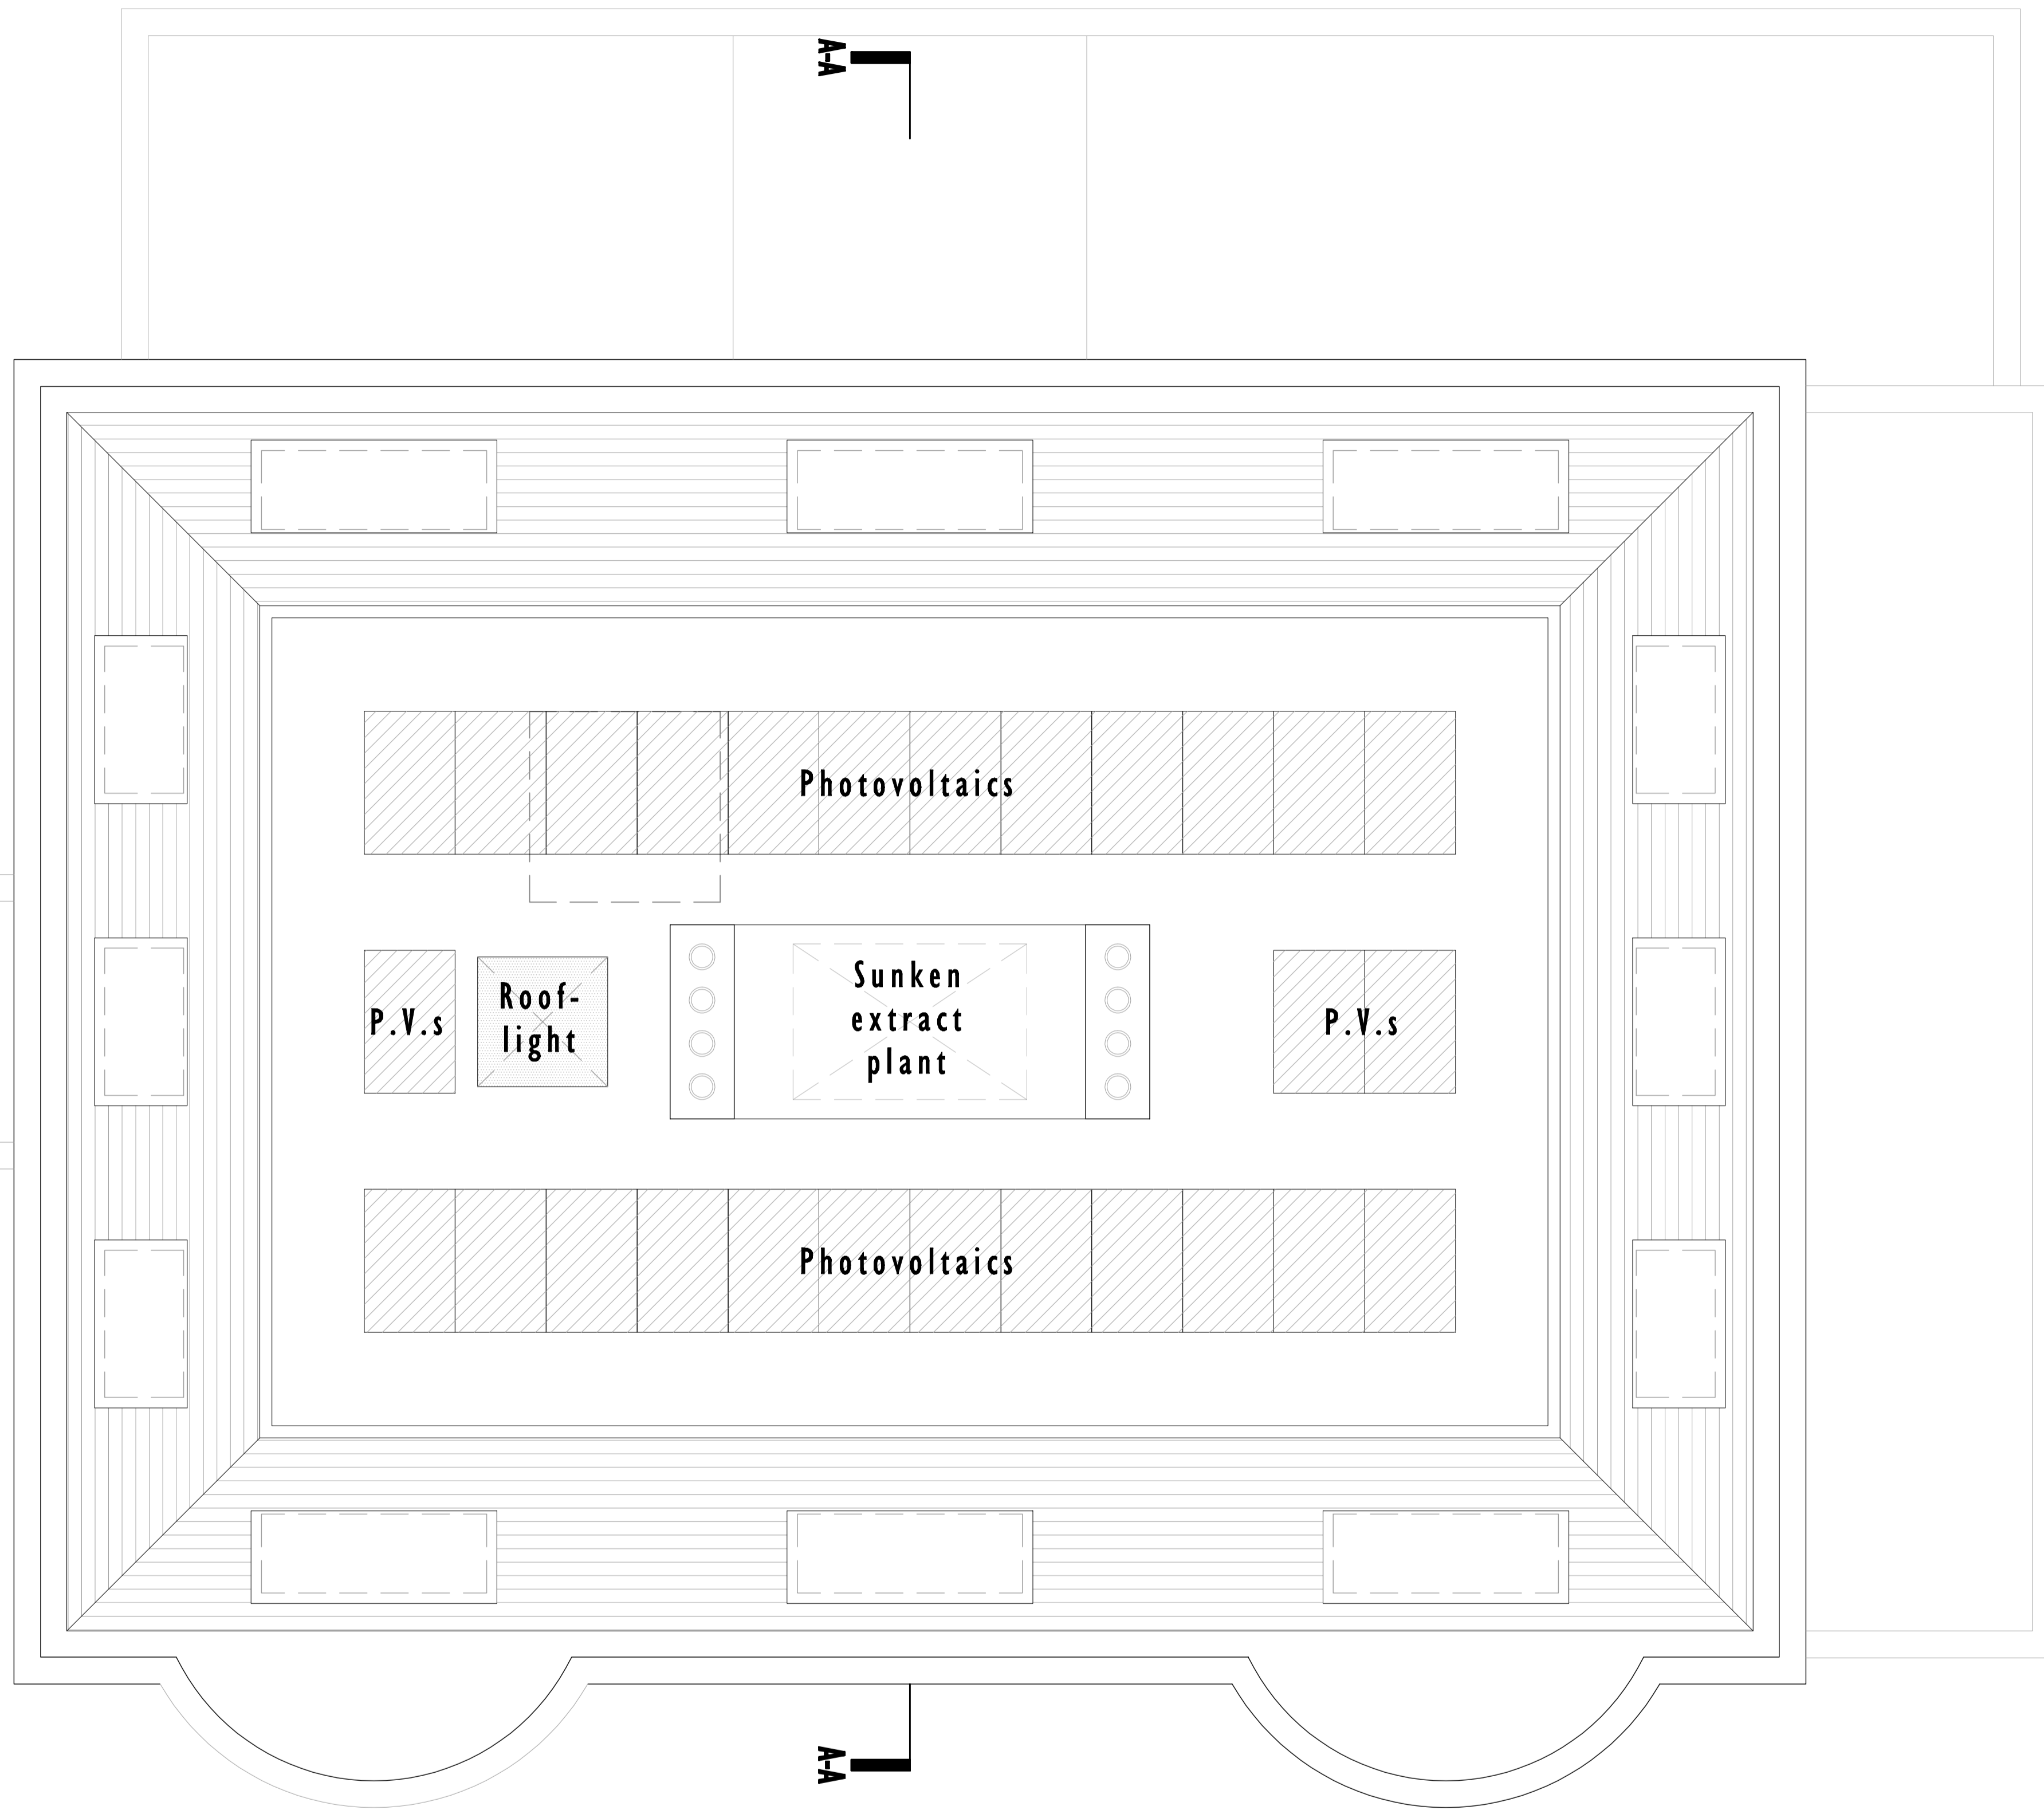 A-A
Photovoltaics
P.V.s
Roof-
light
Sunken
extract
plant
P.V.s
Photovoltaics
A-A